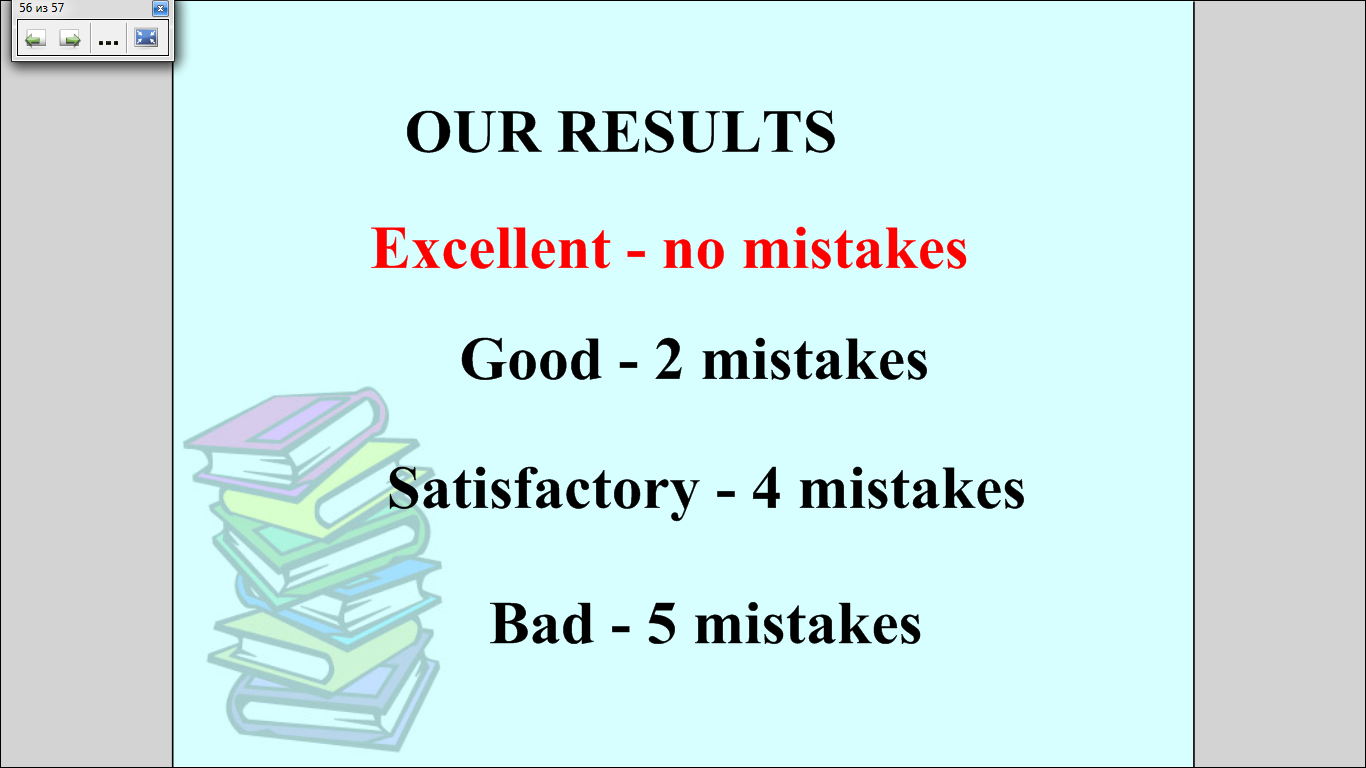 56 из 57
OUR RESULTS
Excellent - no mistakes
Good - 2 mistakes
Satisfactory - 4 mistakes
Bad - 5 mistakes